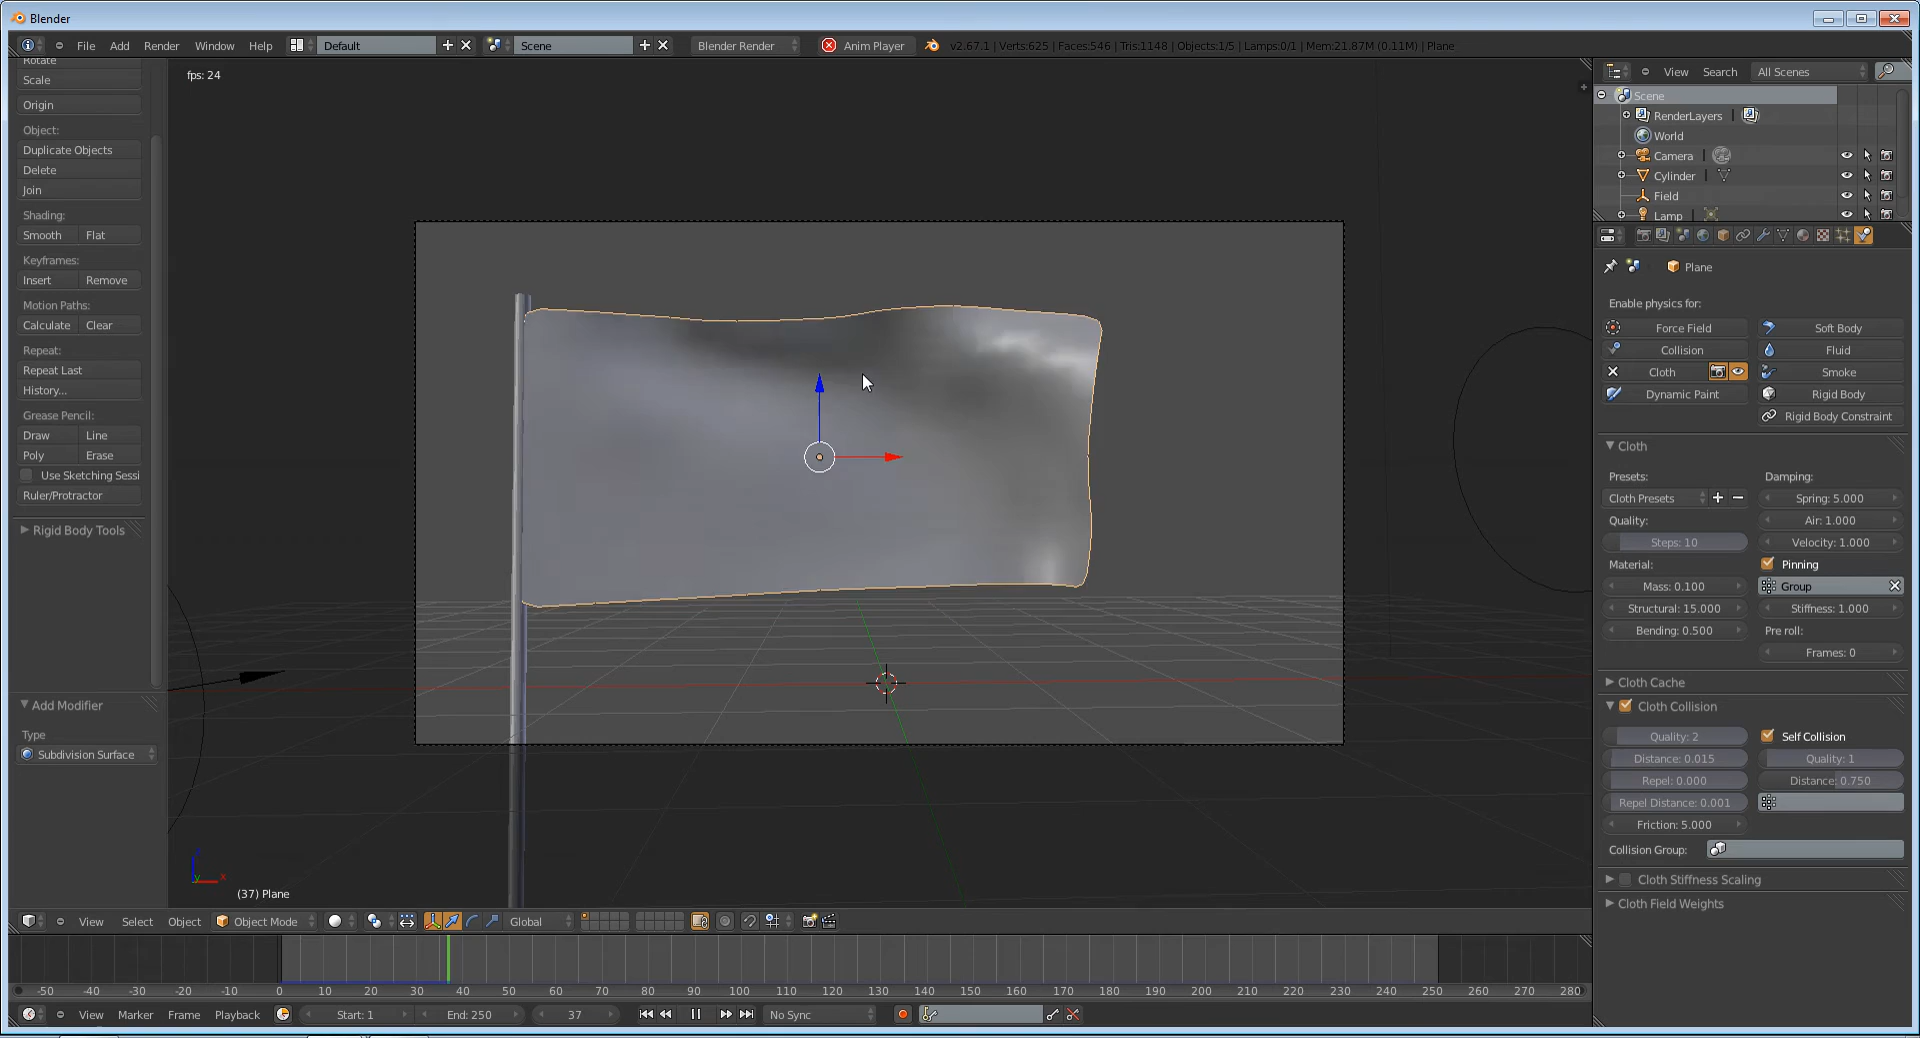 Blender
File Add Render Window Help Default Scene Blender Render Anim Player v2.67.1 | Verts:625 | Faces:546 | Tris:1148 | Objects:1/5 | Lamps:0/1 | Mem:21.87M (0.11M) | Plane
Rotate
Scale
Origin
Object:
Duplicate Objects
Delete
Join
Shading:
Smooth Flat
Keyframes:
Insert Remove
Motion Paths:
Calculate Clear
Repeat:
Repeat Last
History...
Grease Pencil:
Draw Line
Poly Erase
Use Sketching Sessi
Ruler/Protractor
Rigid Body Tools
Add Modifier
Type
Subdivision Surface
fps: 24
(37) Plane
View Select Object Object Mode Global
-50 -40 -30 -20 -10 0 10 20 30 40 50 60 70 80 90 100 110 120 130 140 150 160 170 180 190 200 210 220 230 240 250 260 270 280
View Marker Frame Playback Start: 1 End: 250 37 No Sync
View Search All Scenes
Scene
RenderLayers
World
Camera
Cylinder
Field
Lamp
Plane
Enable physics for:
Force Field Soft Body
Collision Fluid
Cloth Smoke
Dynamic Paint Rigid Body
Rigid Body Constraint
Cloth
Presets: Damping:
Cloth Presets Spring: 5.000
Quality: Air: 1.000
Steps: 10 Velocity: 1.000
Material: Pinning
Mass: 0.100 Group
Structural: 15.000 Stiffness: 1.000
Bending: 0.500 Pre roll:
Frames: 0
Cloth Cache
Cloth Collision
Quality: 2 Self Collision
Distance: 0.015 Quality: 1
Repel: 0.000 Distance: 0.750
Repel Distance: 0.001
Friction: 5.000
Collision Group:
Cloth Stiffness Scaling
Cloth Field Weights